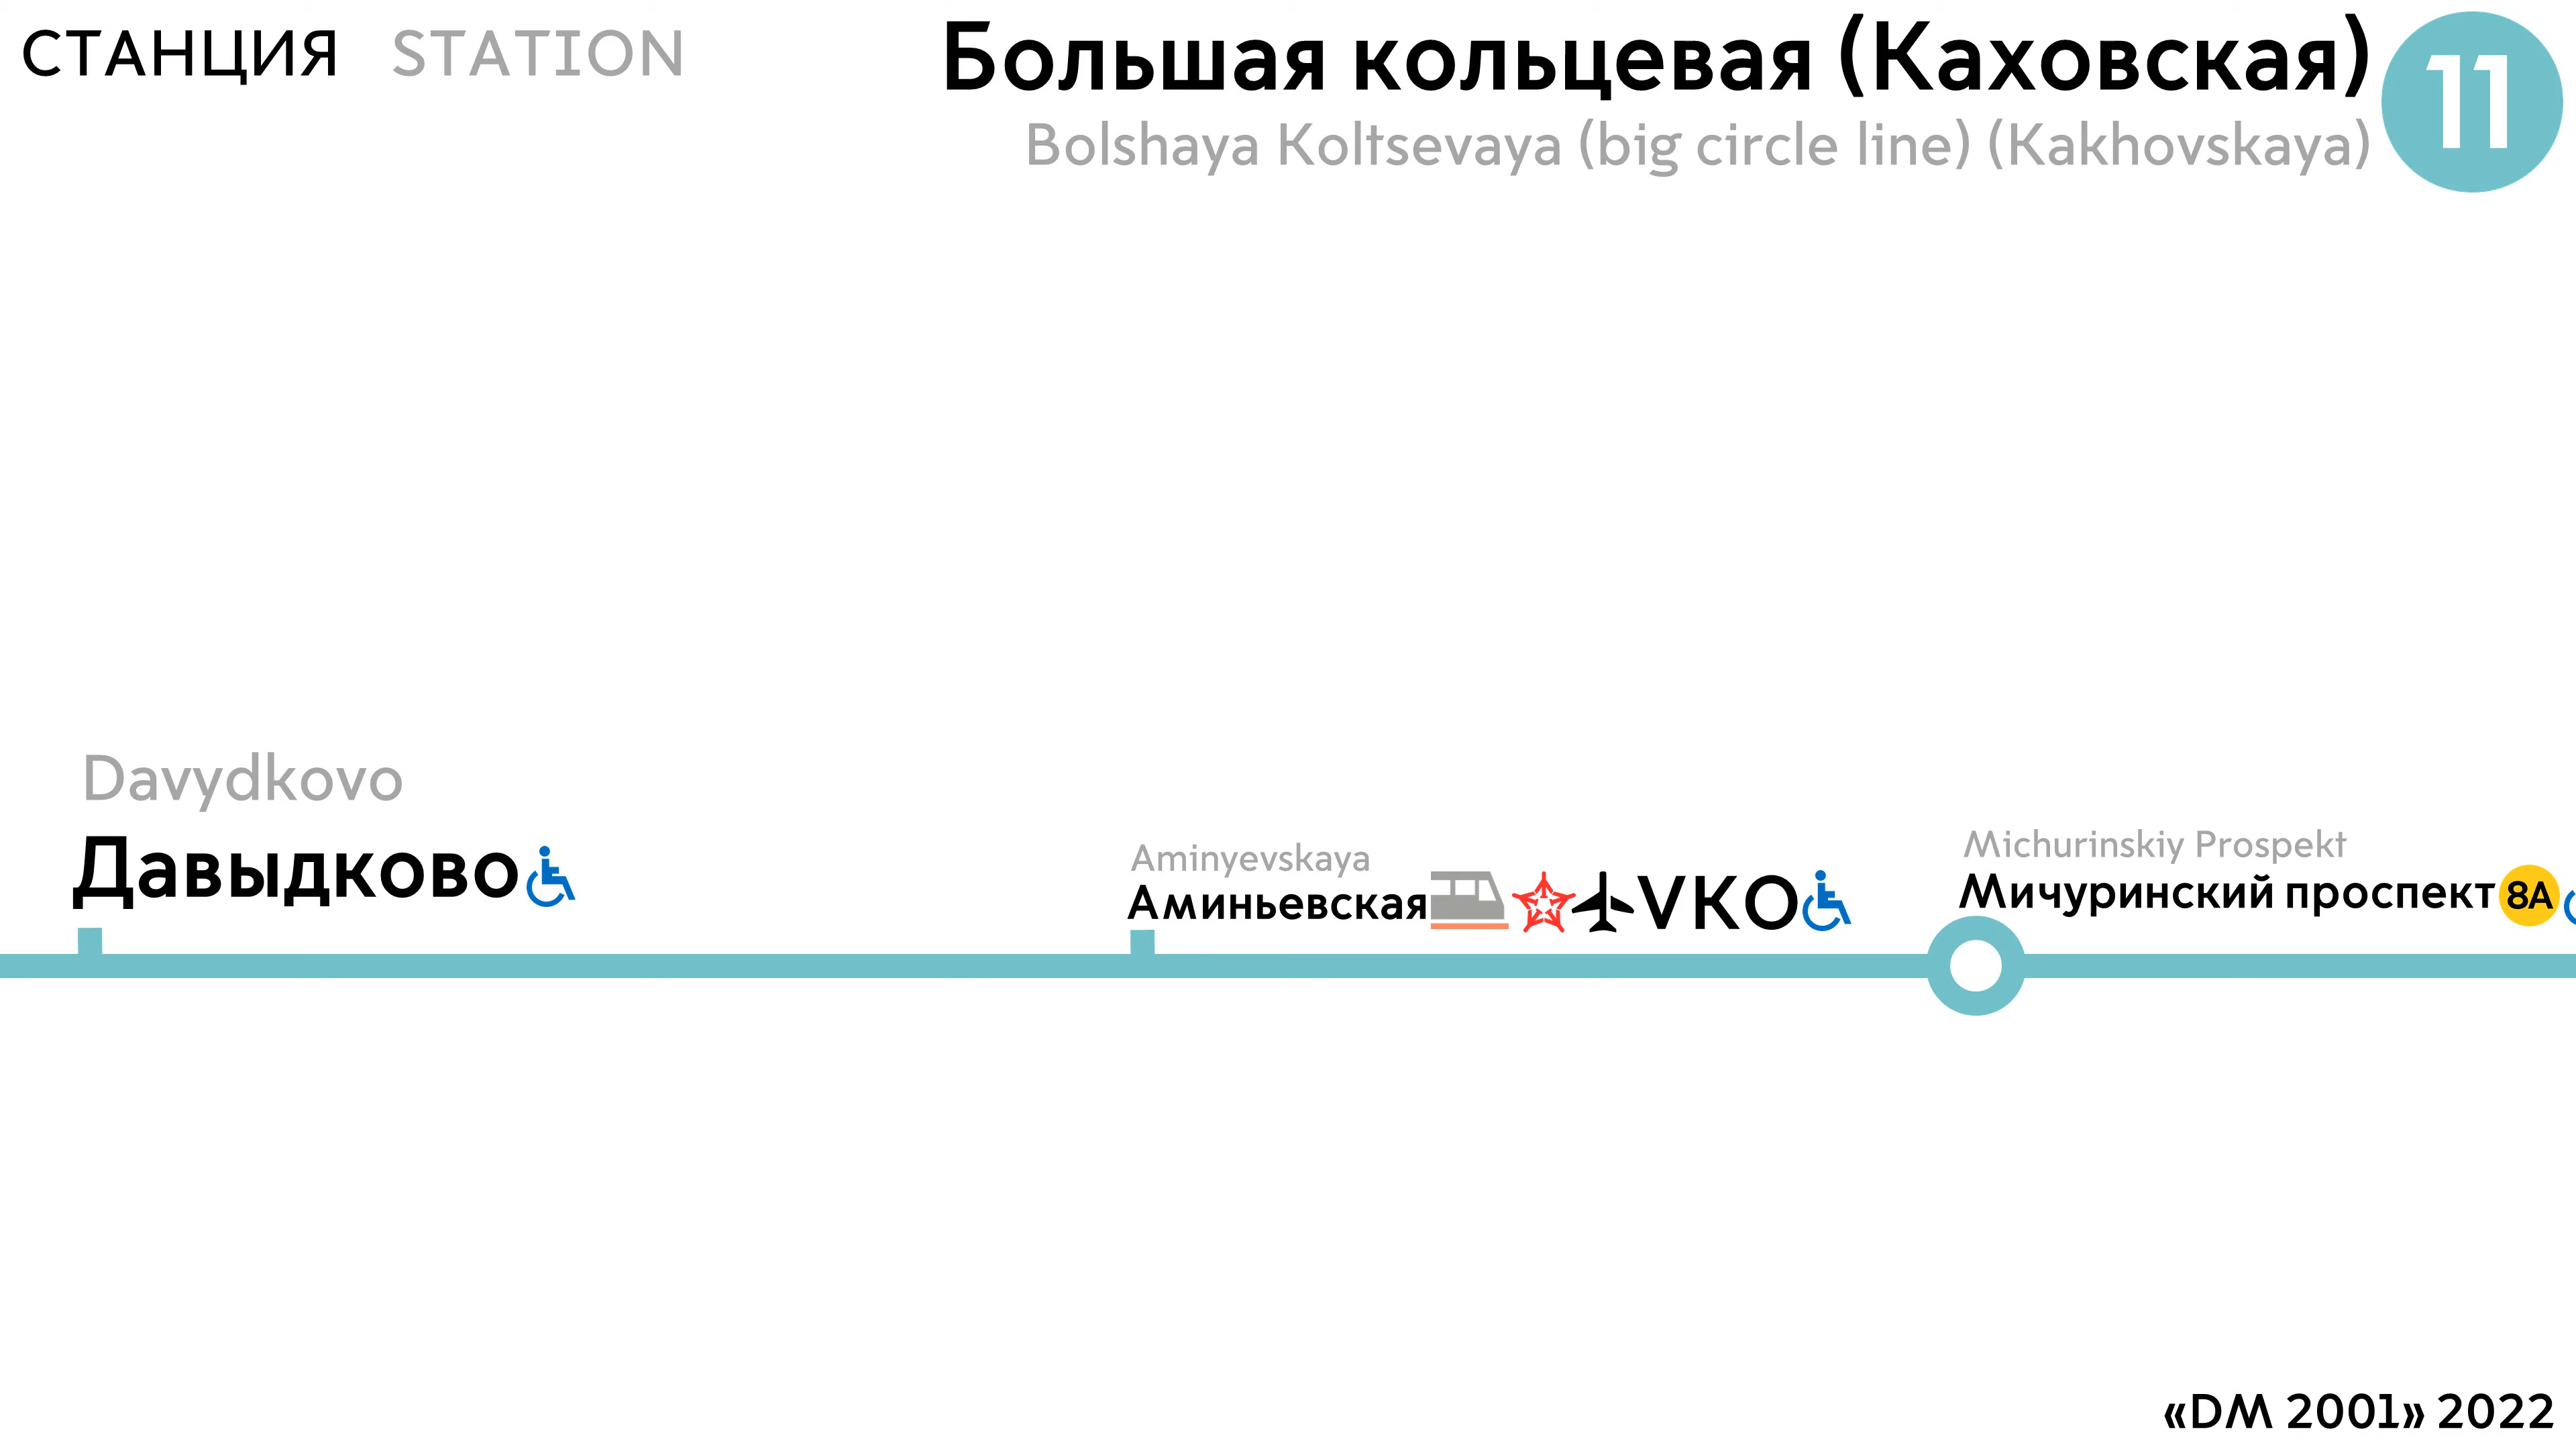 СТАНЦИЯ STATION
Большая кольцевая (Каховская) 11
Bolshaya Koltsevaya (big circle line) (Kakhovskaya)
Davydkovo
Давыдково
Aminyevskaya
Аминьевская VKO
Michurinskiy Prospekt
Мичуринский проспект 8А
«DM 2001» 2022